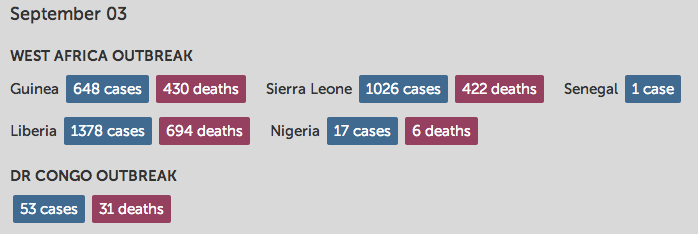 September 03
WEST AFRICA OUTBREAK
Guinea 648 cases 430 deaths Sierra Leone 1026 cases 422 deaths Senegal 1 case
Liberia 1378 cases 694 deaths Nigeria 17 cases 6 deaths
DR CONGO OUTBREAK
53 cases 31 deaths